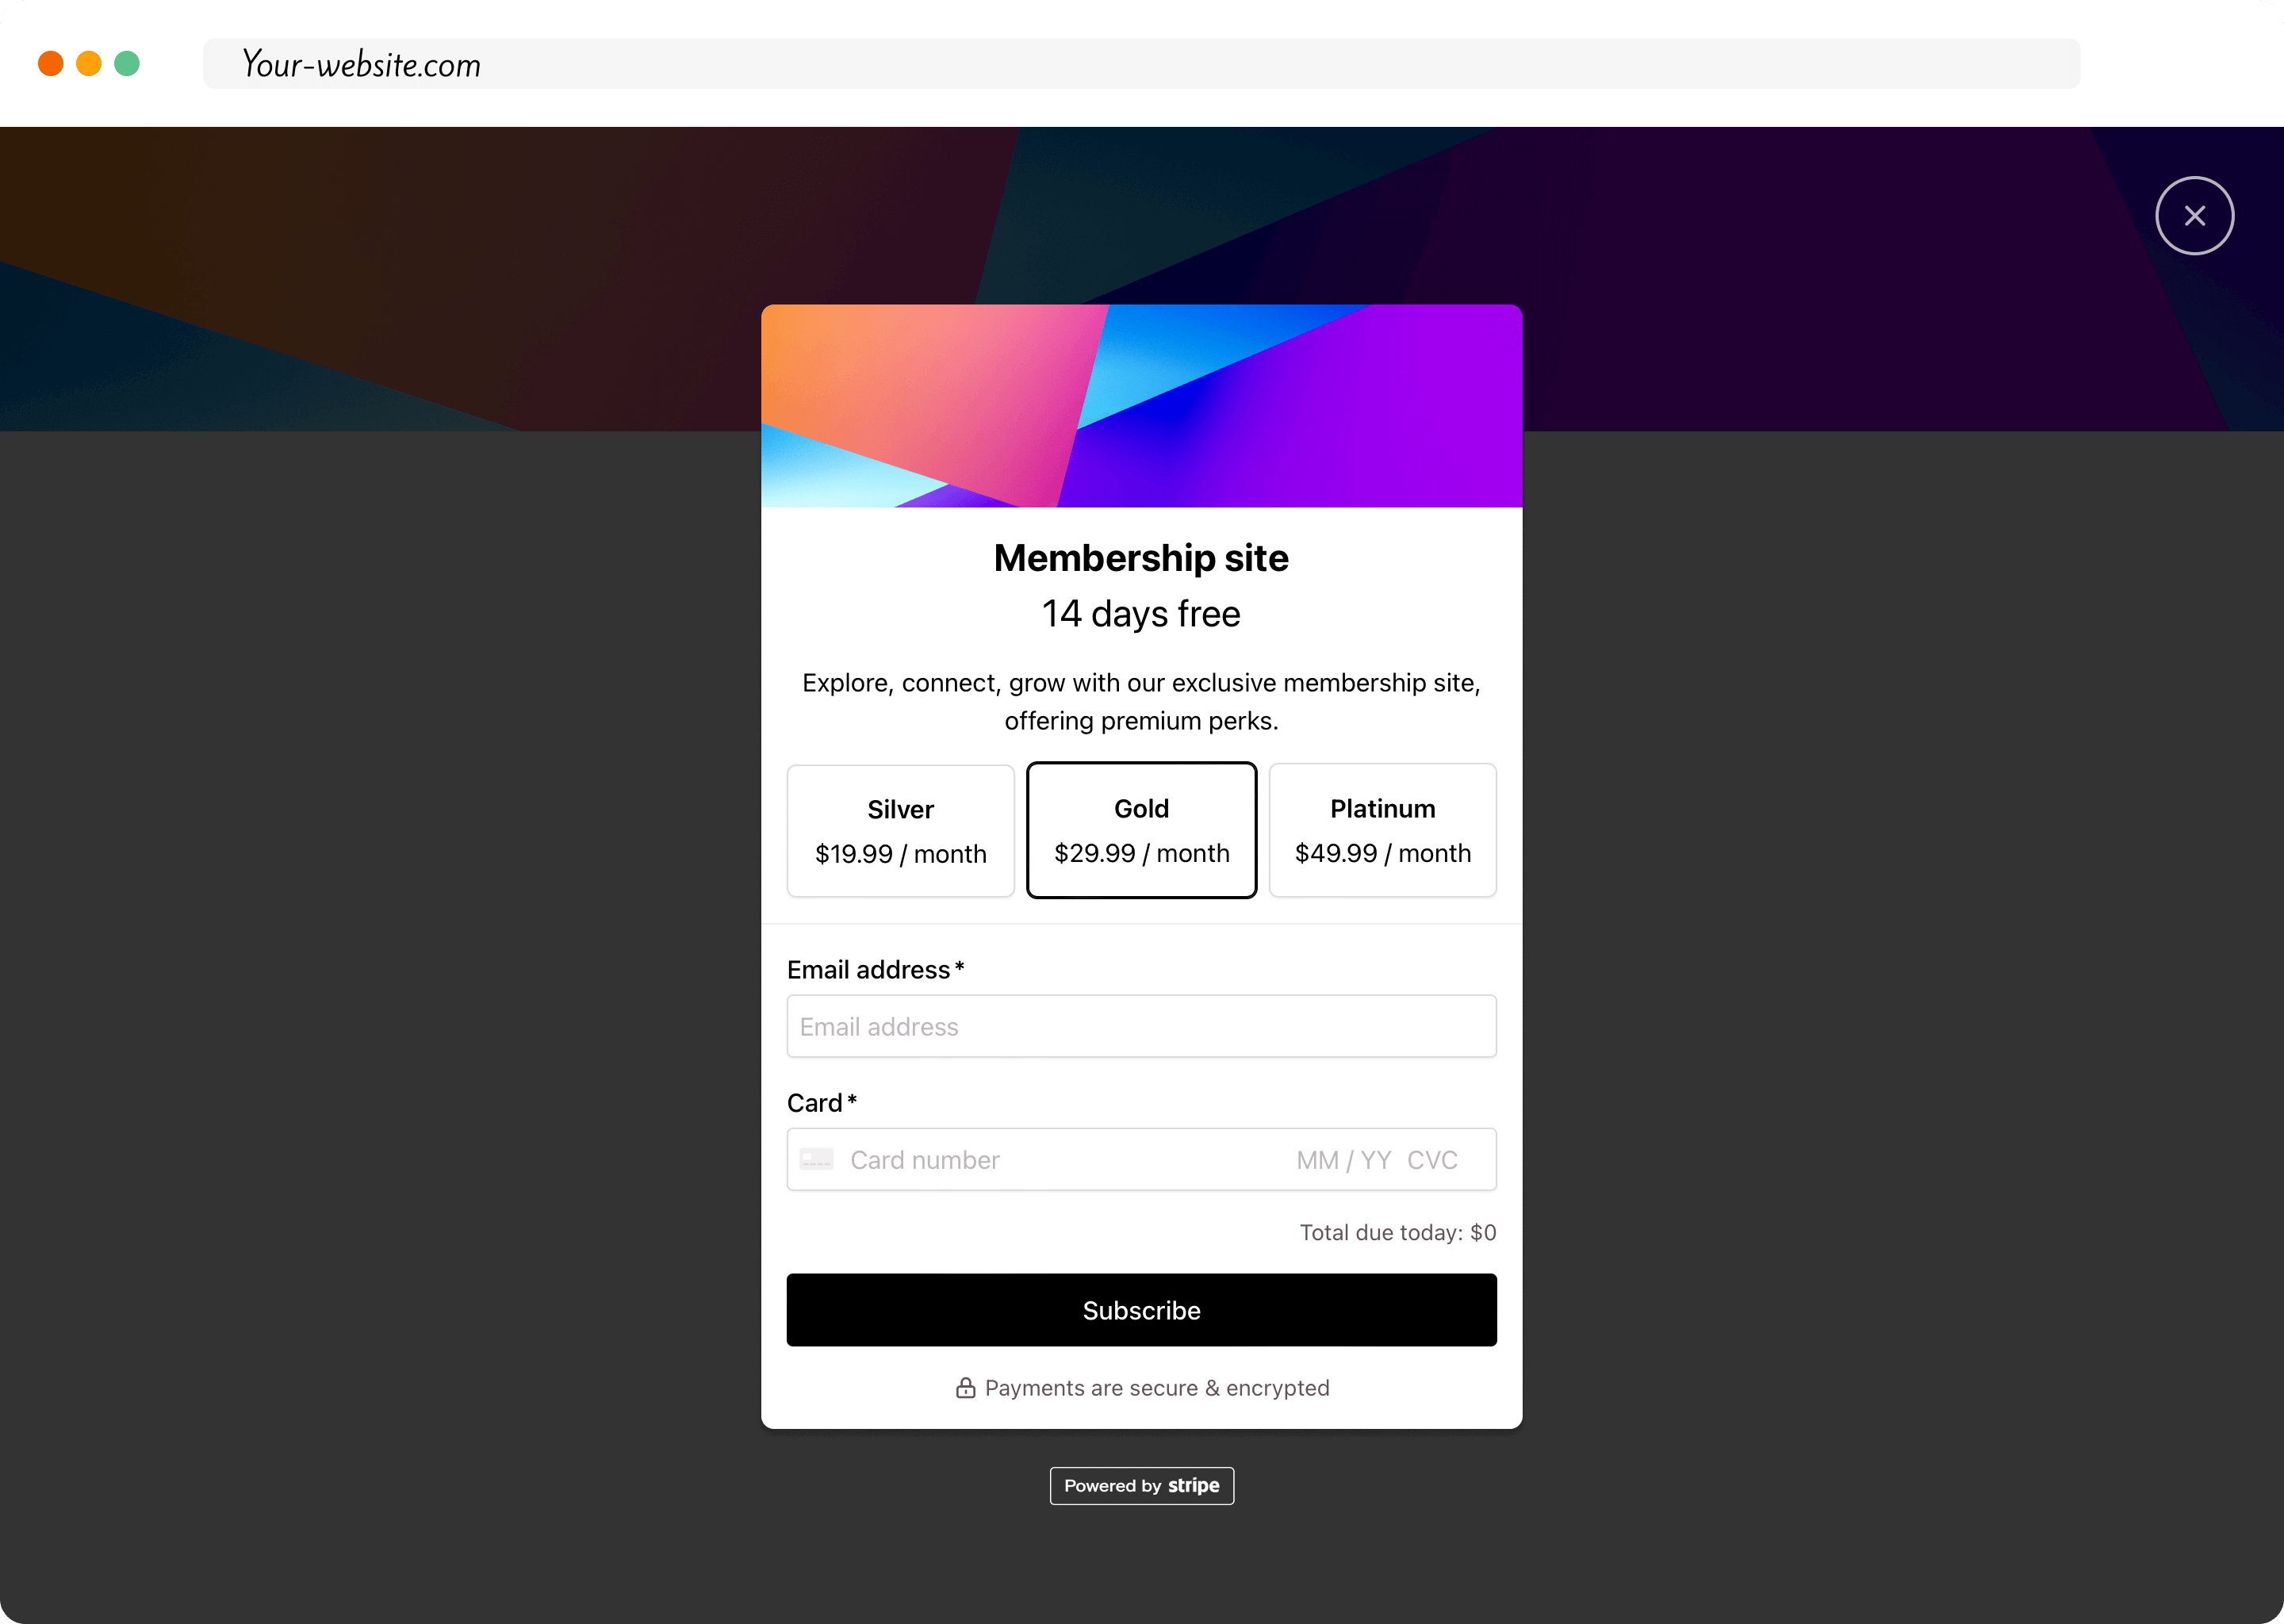 Your-website.com
Membership site
14 days free
Explore, connect, grow with our exclusive membership site,
offering premium perks.
Silver
$19.99 / month
Gold
$29.99 / month
Platinum
$49.99 / month
Email address*
Email address
Card*
Card number MM / YY CVC
Total due today: $0
Subscribe
Payments are secure & encrypted
Powered by stripe